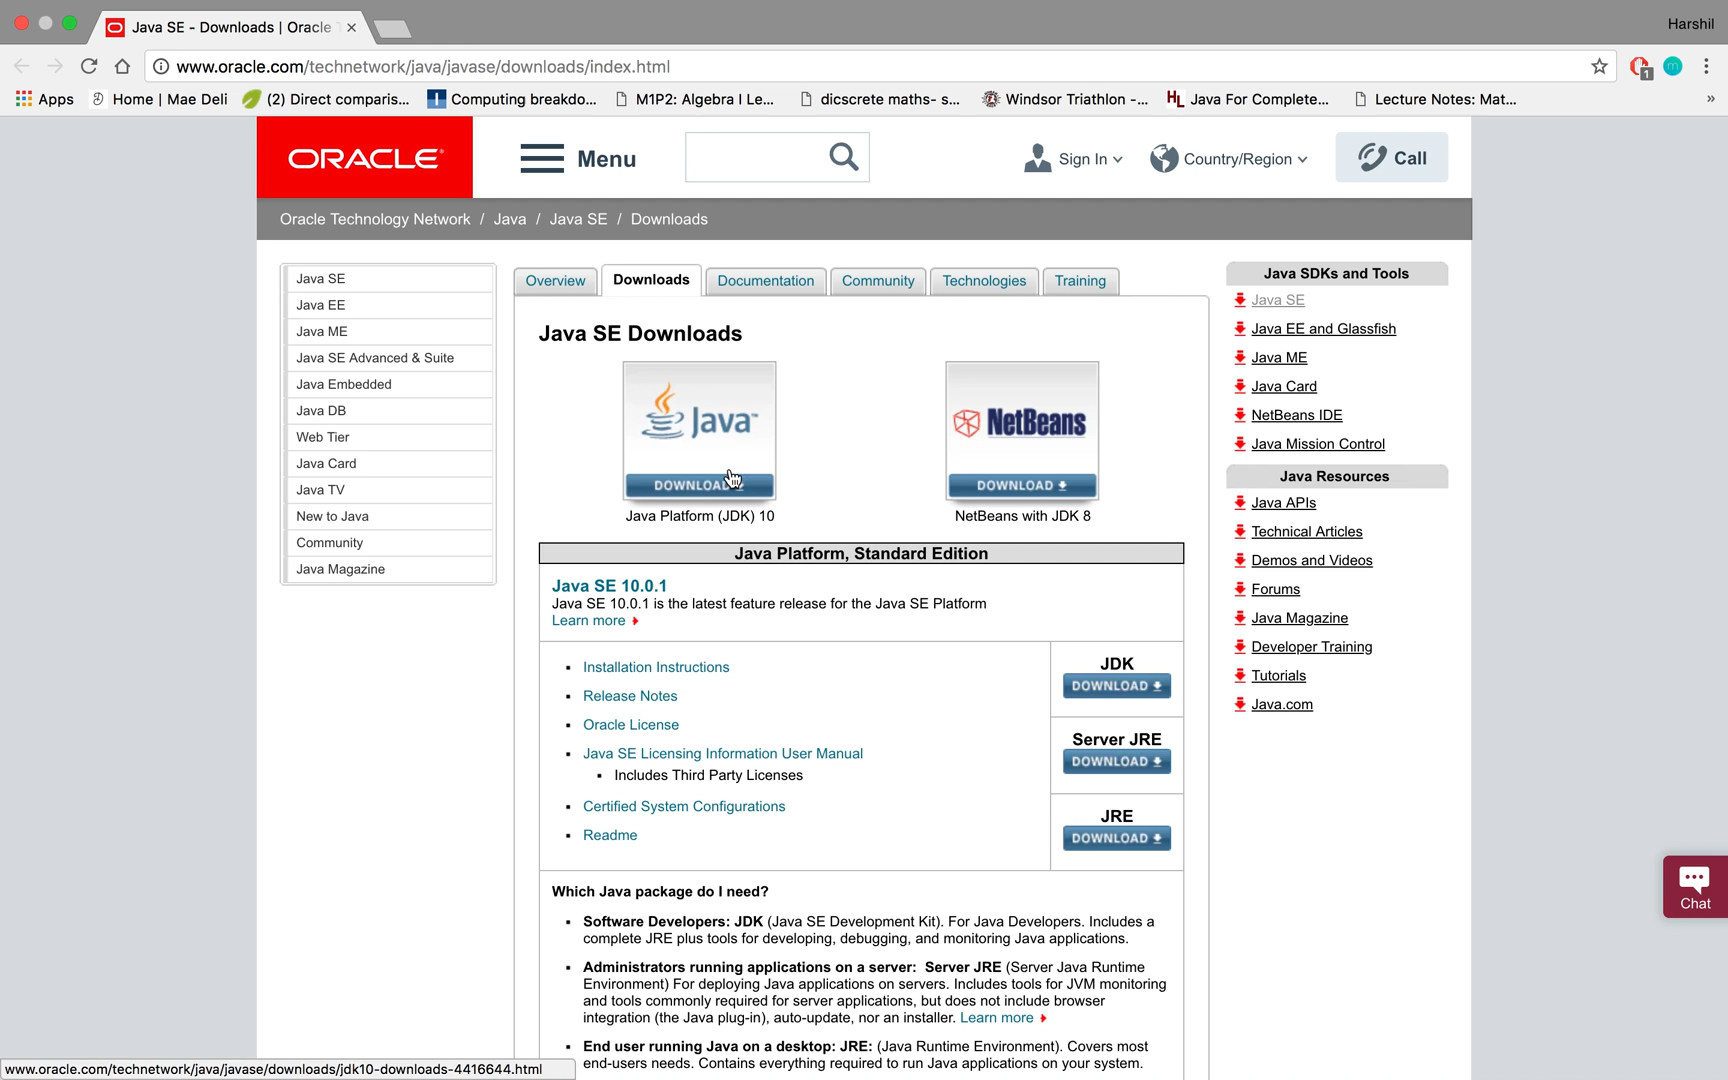 Java SE - Downloads | Oracle
Harshil
www.oracle.com/technetwork/java/javase/downloads/index.html
1
m
Apps
Home | Mae Deli
(2) Direct comparis...
Computing breakdo...
M1P2: Algebra I Le...
dicscrete maths- s...
Windsor Triathlon -...
HL Java For Complete...
Lecture Notes: Mat...
»
ORACLE
Menu
Sign In
Country/Region
Call
Oracle Technology Network / Java / Java SE / Downloads
Java SE
Java EE
Java ME
Java SE Advanced & Suite
Java Embedded
Java DB
Web Tier
Java Card
Java TV
New to Java
Community
Java Magazine
Overview
Downloads
Documentation
Community
Technologies
Training
Java SE Downloads
Java
DOWNLOAD
Java Platform (JDK) 10
NetBeans
DOWNLOAD
NetBeans with JDK 8
Java Platform, Standard Edition
Java SE 10.0.1
Java SE 10.0.1 is the latest feature release for the Java SE Platform
Learn more
Installation Instructions
Release Notes
Oracle License
Java SE Licensing Information User Manual
Includes Third Party Licenses
Certified System Configurations
Readme
JDK
DOWNLOAD
Server JRE
DOWNLOAD
JRE
DOWNLOAD
Which Java package do I need?
Software Developers: JDK (Java SE Development Kit). For Java Developers. Includes a
complete JRE plus tools for developing, debugging, and monitoring Java applications.
Administrators running applications on a server: Server JRE (Server Java Runtime
Environment) For deploying Java applications on servers. Includes tools for JVM monitoring
and tools commonly required for server applications, but does not include browser
integration (the Java plug-in), auto-update, nor an installer. Learn more
End user running Java on a desktop: JRE: (Java Runtime Environment). Covers most
end-users needs. Contains everything required to run Java applications on your system.
Java SDKs and Tools
Java SE
Java EE and Glassfish
Java ME
Java Card
NetBeans IDE
Java Mission Control
Java Resources
Java APIs
Technical Articles
Demos and Videos
Forums
Java Magazine
Developer Training
Tutorials
Java.com
Chat
www.oracle.com/technetwork/java/javase/downloads/jdk10-downloads-4416644.html